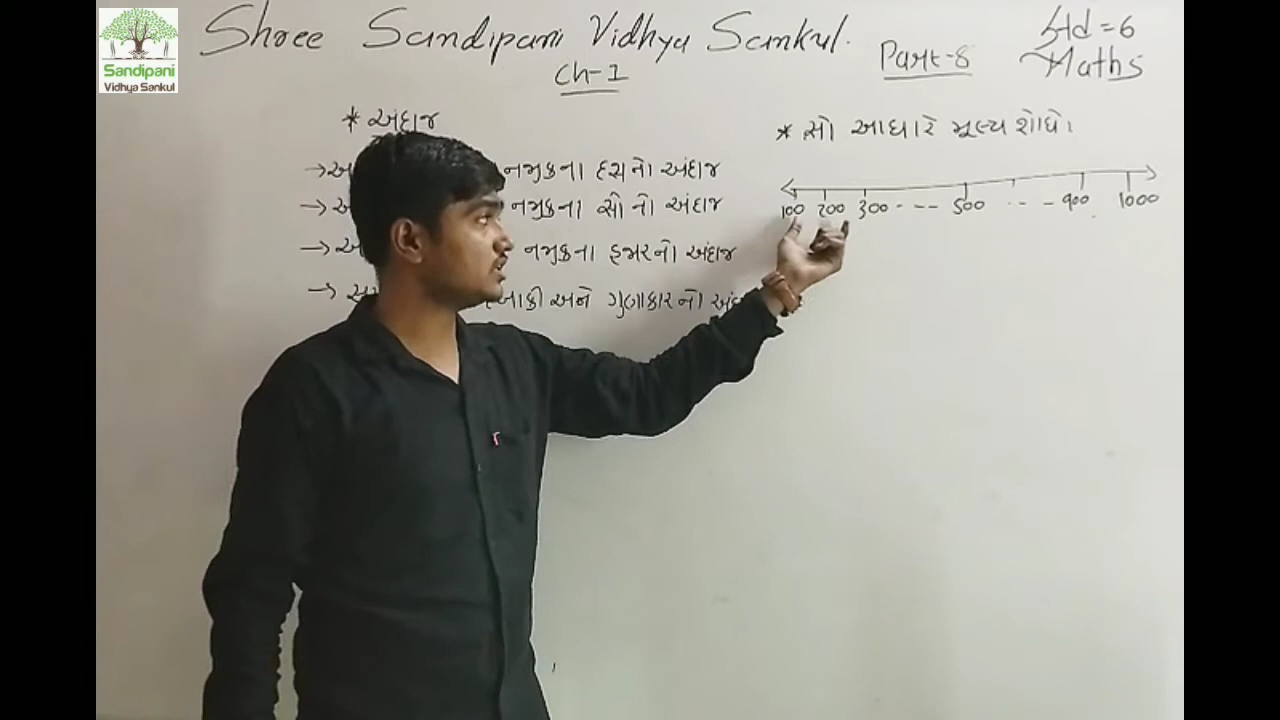 Sandipani
Vidhya Sankul
Shree Sandipani Vidhya Sankul.
Ch-1
Part-8
Std=6
Maths
* અંદાજ
→ નજીકના દસનો અંદાજ
→ નજીકના સોનો અંદાજ
→ નજીકના હજારનો અંદાજ
→ બાકી અને ગુણાકારનો
* સો આધારે મૂલ્ય શોધો.
100 200 300 - - - 500 - - - 900 1000